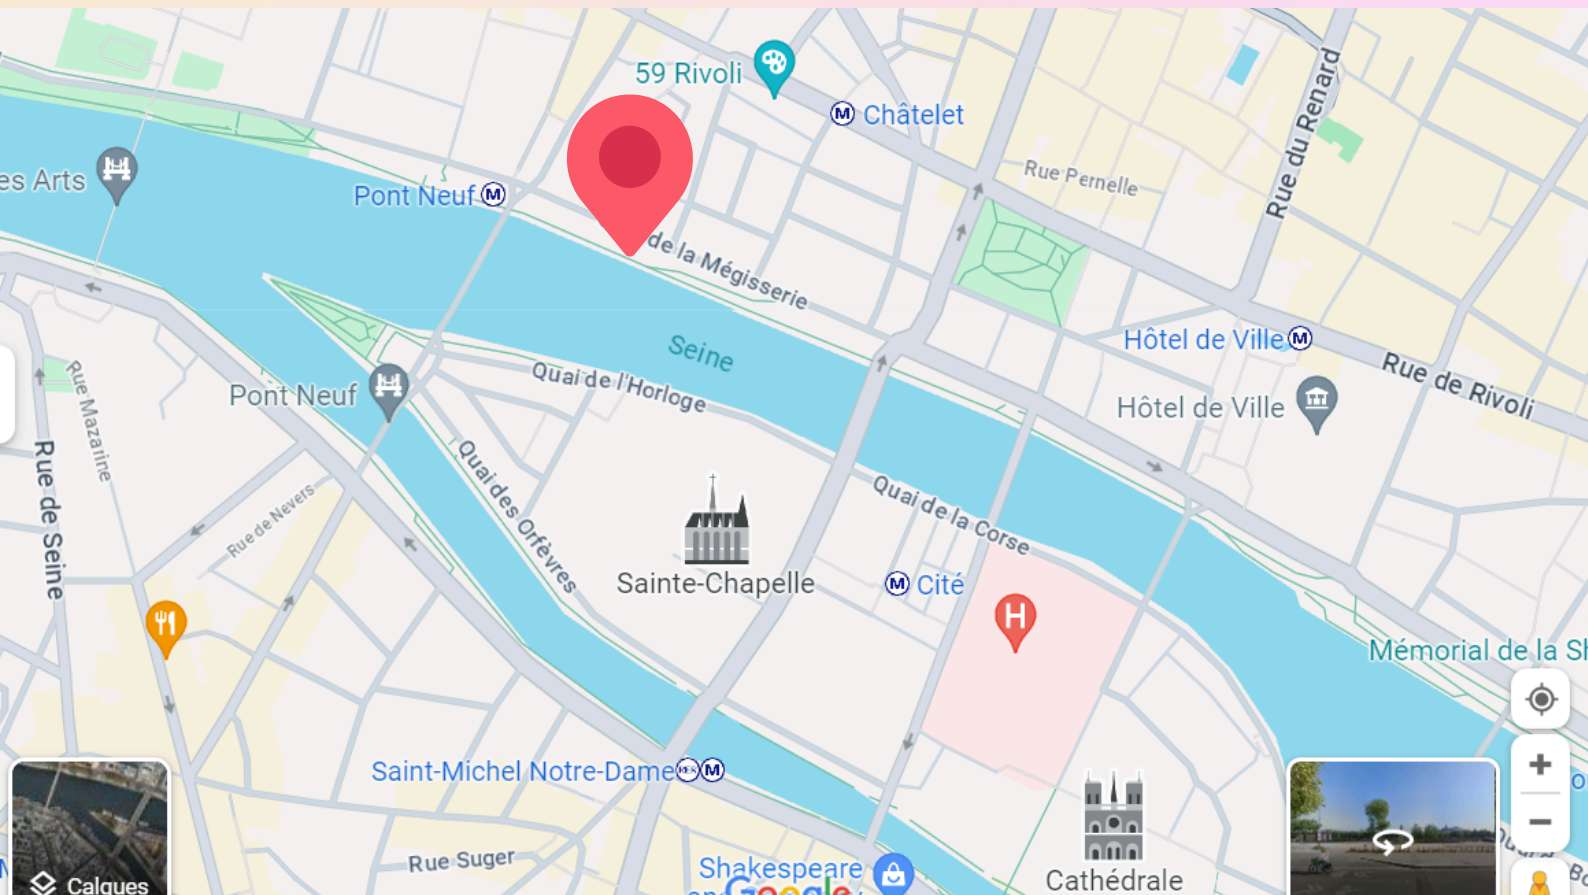 59 Rivoli
Châtelet
Rue du Renard
Rue Pernelle
es Arts
Pont Neuf
de la Mégisserie
Hôtel de Ville
Seine
Rue de Rivoli
Quai de l'Horloge
Pont Neuf
Hôtel de Ville
Rue Mazarine
Rue de Seine
Quai des Orfèvres
Quai de la Corse
Rue de Nevers
Sainte-Chapelle
Cité
H
Mémorial de la Sh
Saint-Michel Notre-Dame
RER
Rue Suger
Shakespeare
Google
Cathédrale
Calques